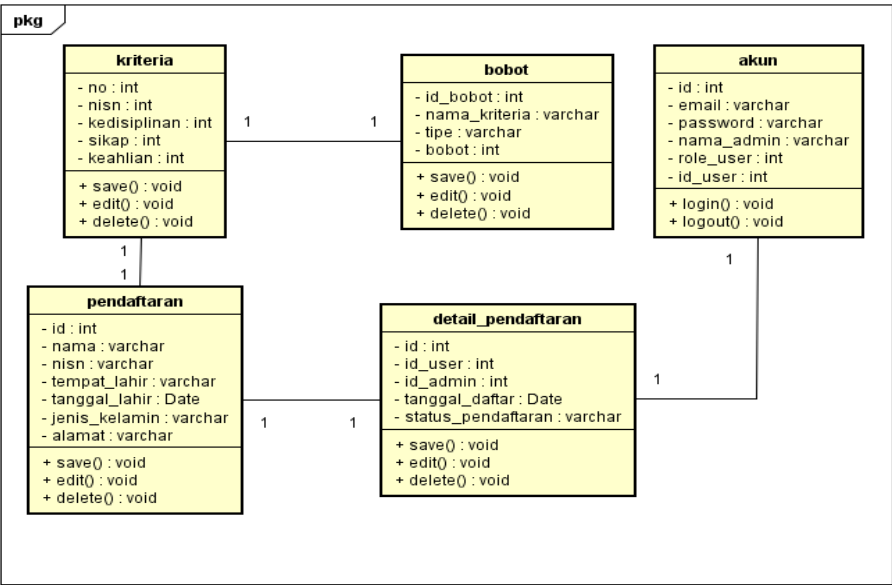 pkg
kriteria
- no : int
- nisn : int
- kedisiplinan : int
- sikap : int
- keahlian : int
+ save() : void
+ edit() : void
+ delete() : void
1
1
bobot
- id_bobot : int
- nama_kriteria : varchar
- tipe : varchar
- bobot : int
+ save() : void
+ edit() : void
+ delete() : void
akun
- id : int
- email : varchar
- password : varchar
- nama_admin : varchar
- role_user : int
- id_user : int
+ login() : void
+ logout() : void
1
1
1
pendaftaran
- id : int
- nama : varchar
- nisn : varchar
- tempat_lahir : varchar
- tanggal_lahir : Date
- jenis_kelamin : varchar
- alamat : varchar
+ save() : void
+ edit() : void
+ delete() : void
1
1
detail_pendaftaran
- id : int
- id_user : int
- id_admin : int
- tanggal_daftar : Date
- status_pendaftaran : varchar
+ save() : void
+ edit() : void
+ delete() : void
1